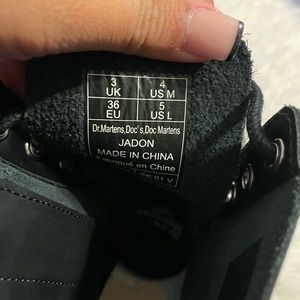 3 UK 4 US M
36 EU 5 US L
Dr.Martens,Doc's,Doc Martens
JADON
MADE IN CHINA
Fabriqué en Chine
01 V